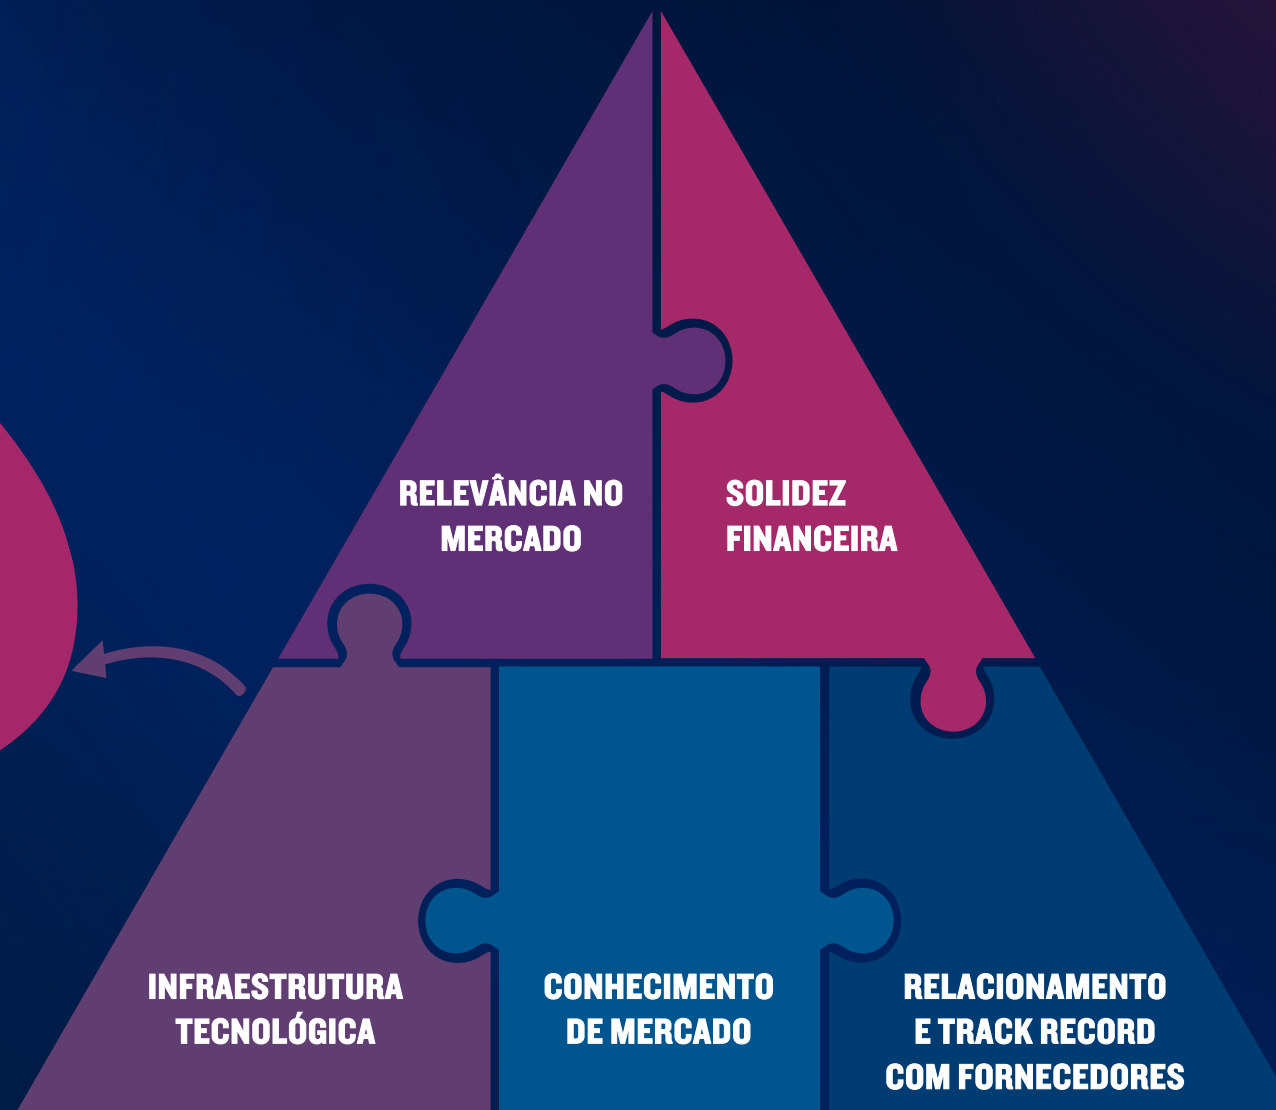 RELEVÂNCIA NO
MERCADO
SOLIDEZ
FINANCEIRA
INFRAESTRUTURA
TECNOLÓGICA
CONHECIMENTO
DE MERCADO
RELACIONAMENTO
E TRACK RECORD
COM FORNECEDORES